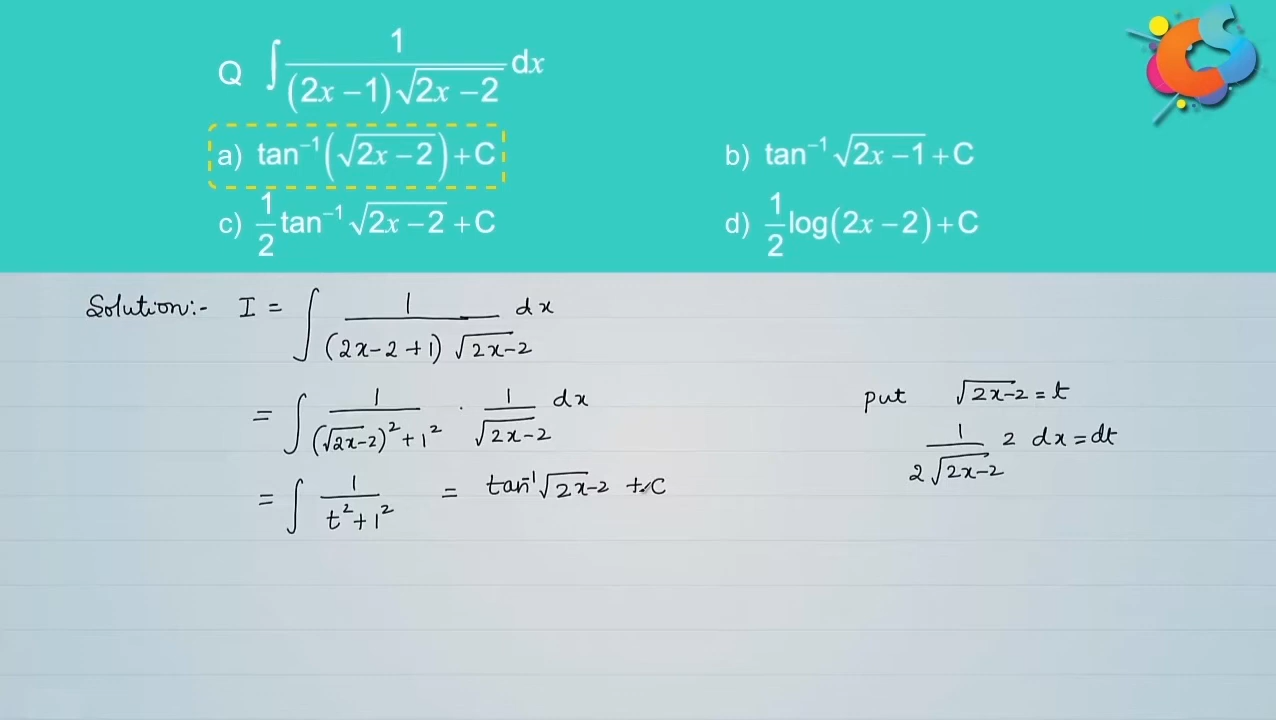 Q ∫ 1/((2x – 1)√(2x – 2)) dx
a) tan⁻¹(√(2x – 2)) + C
b) tan⁻¹ √(2x – 1) + C
c) 1/2 tan⁻¹ √(2x – 2) + C
d) 1/2 log(2x – 2) + C
Solution:- I = ∫ 1/((2x-2+1) √(2x-2)) dx
= ∫ 1/((√(2x-2))² + 1²) · 1/√(2x-2) dx
put √(2x-2) = t
1/(2√(2x-2)) 2 dx = dt
= ∫ 1/(t² + 1²) = tan⁻¹ √(2x-2) + C